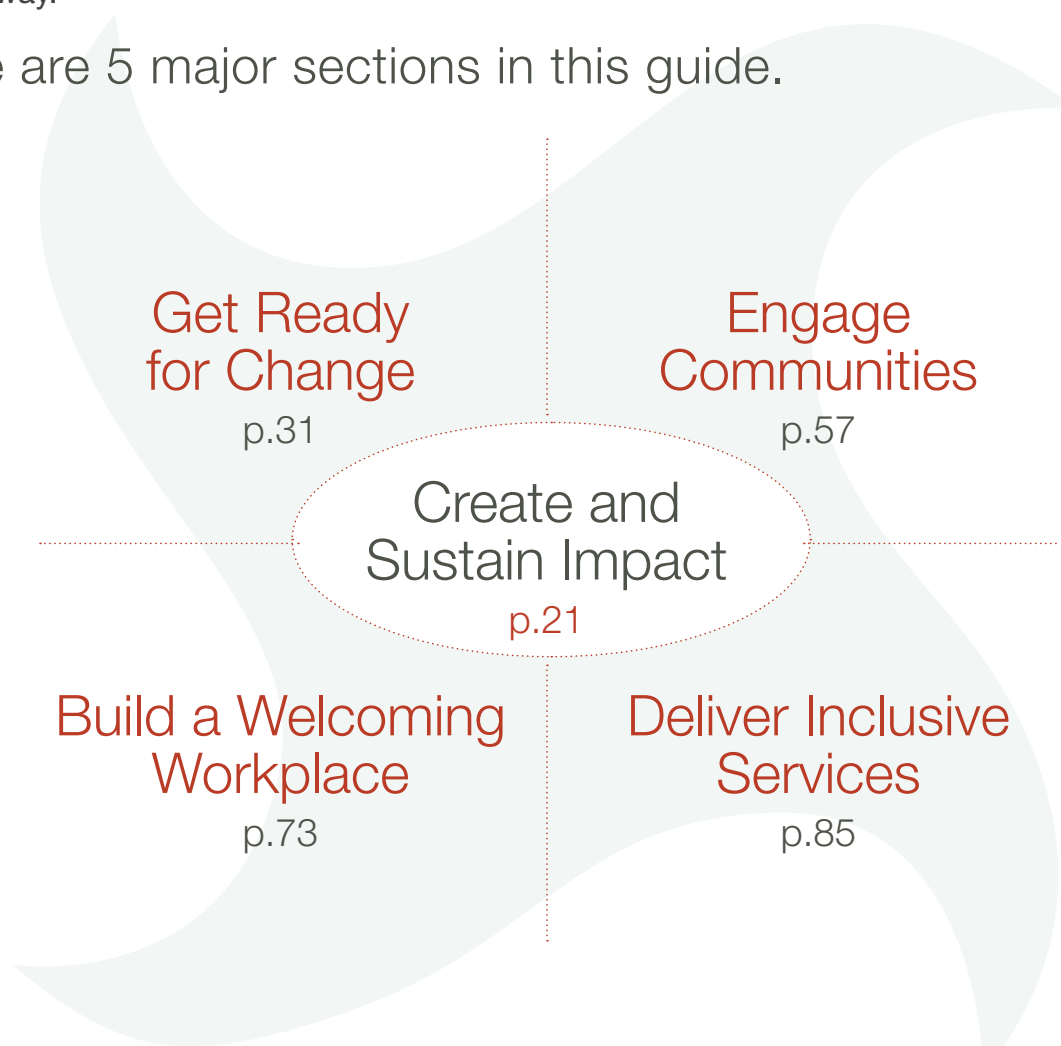 are 5 major sections in this guide.
Get Ready
for Change
p.31
Engage
Communities
p.57
Create and
Sustain Impact
p.21
Build a Welcoming
Workplace
p.73
Deliver Inclusive
Services
p.85